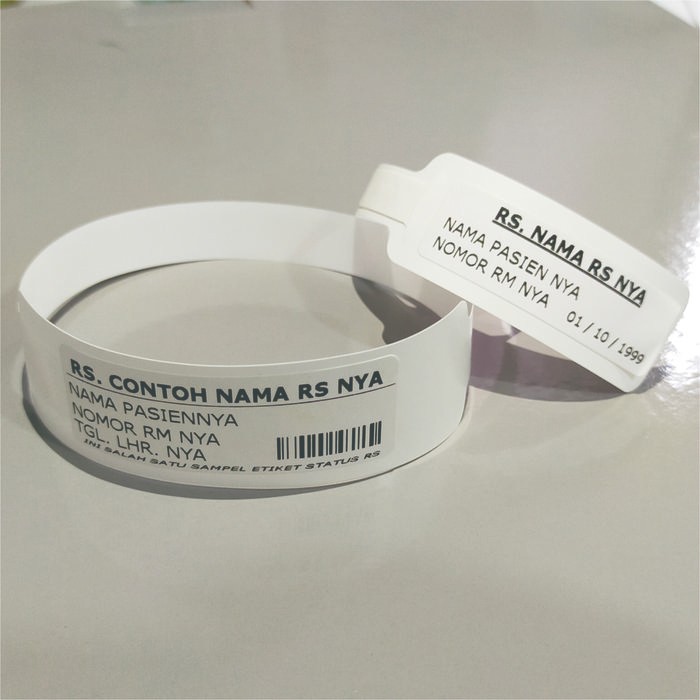 RS. CONTOH NAMA RS NYA
NAMA PASIENNYA
NOMOR RM NYA
TGL. LHR. NYA
INI SALAH SATU SAMPEL ETIKET STATUS RS
RS. NAMA RS NYA
NAMA PASIEN NYA
NOMOR RM NYA
01 / 10 / 1999